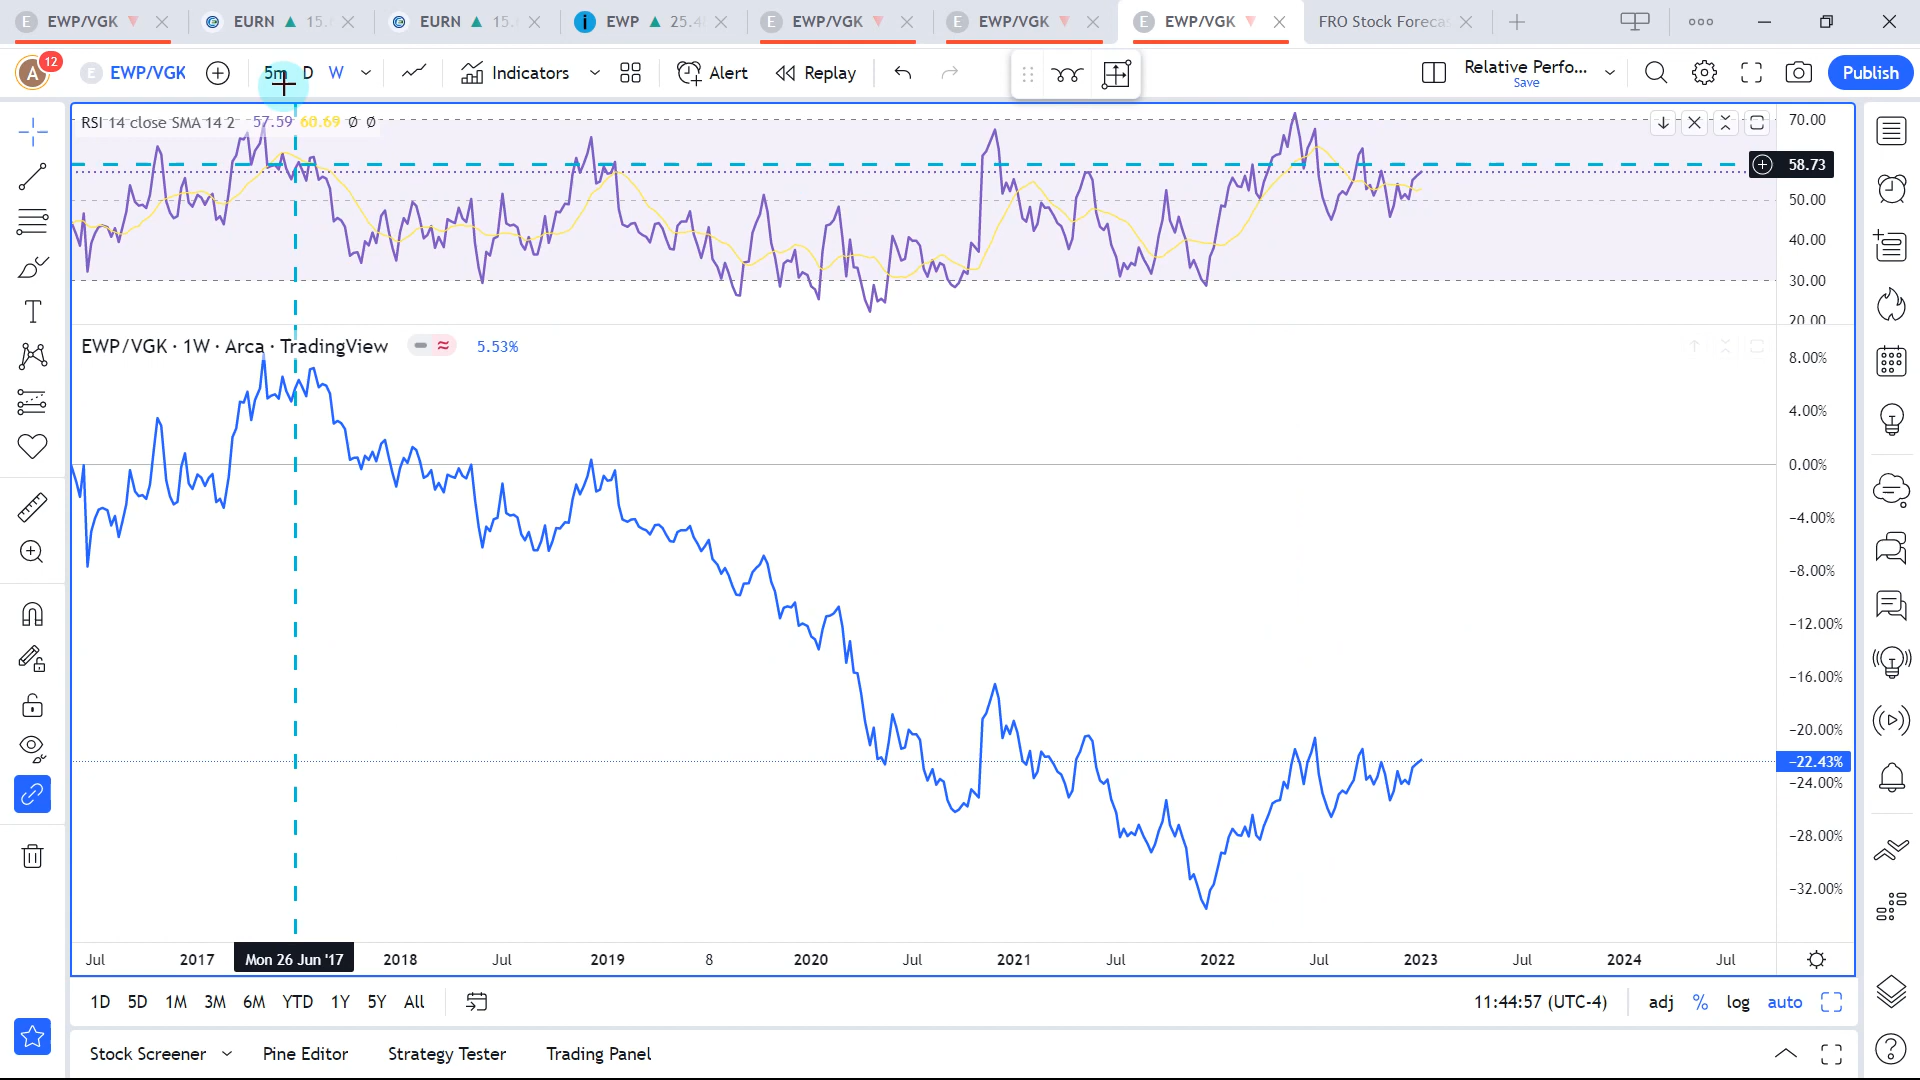 E EWP/VGK EURN 15. EURN 15. i EWP 25.4 E EWP/VGK E EWP/VGK E EWP/VGK FRO Stock Foreca
A 12 E EWP/VGK 5m D W Indicators Alert Replay Relative Perfo... Save Publish
RSI 14 close SMA 14 2 57.59 60.69 Ø Ø
70.00
58.73
50.00
40.00
30.00
20.00
EWP/VGK · 1W · Arca · TradingView 5.53%
8.00%
4.00%
0.00%
−4.00%
−8.00%
−12.00%
−16.00%
−20.00%
−22.43%
−24.00%
−28.00%
−32.00%
Jul 2017 Mon 26 Jun '17 2018 Jul 2019 8 2020 Jul 2021 Jul 2022 Jul 2023 Jul 2024 Jul
1D 5D 1M 3M 6M YTD 1Y 5Y All 11:44:57 (UTC-4) adj % log auto
Stock Screener Pine Editor Strategy Tester Trading Panel